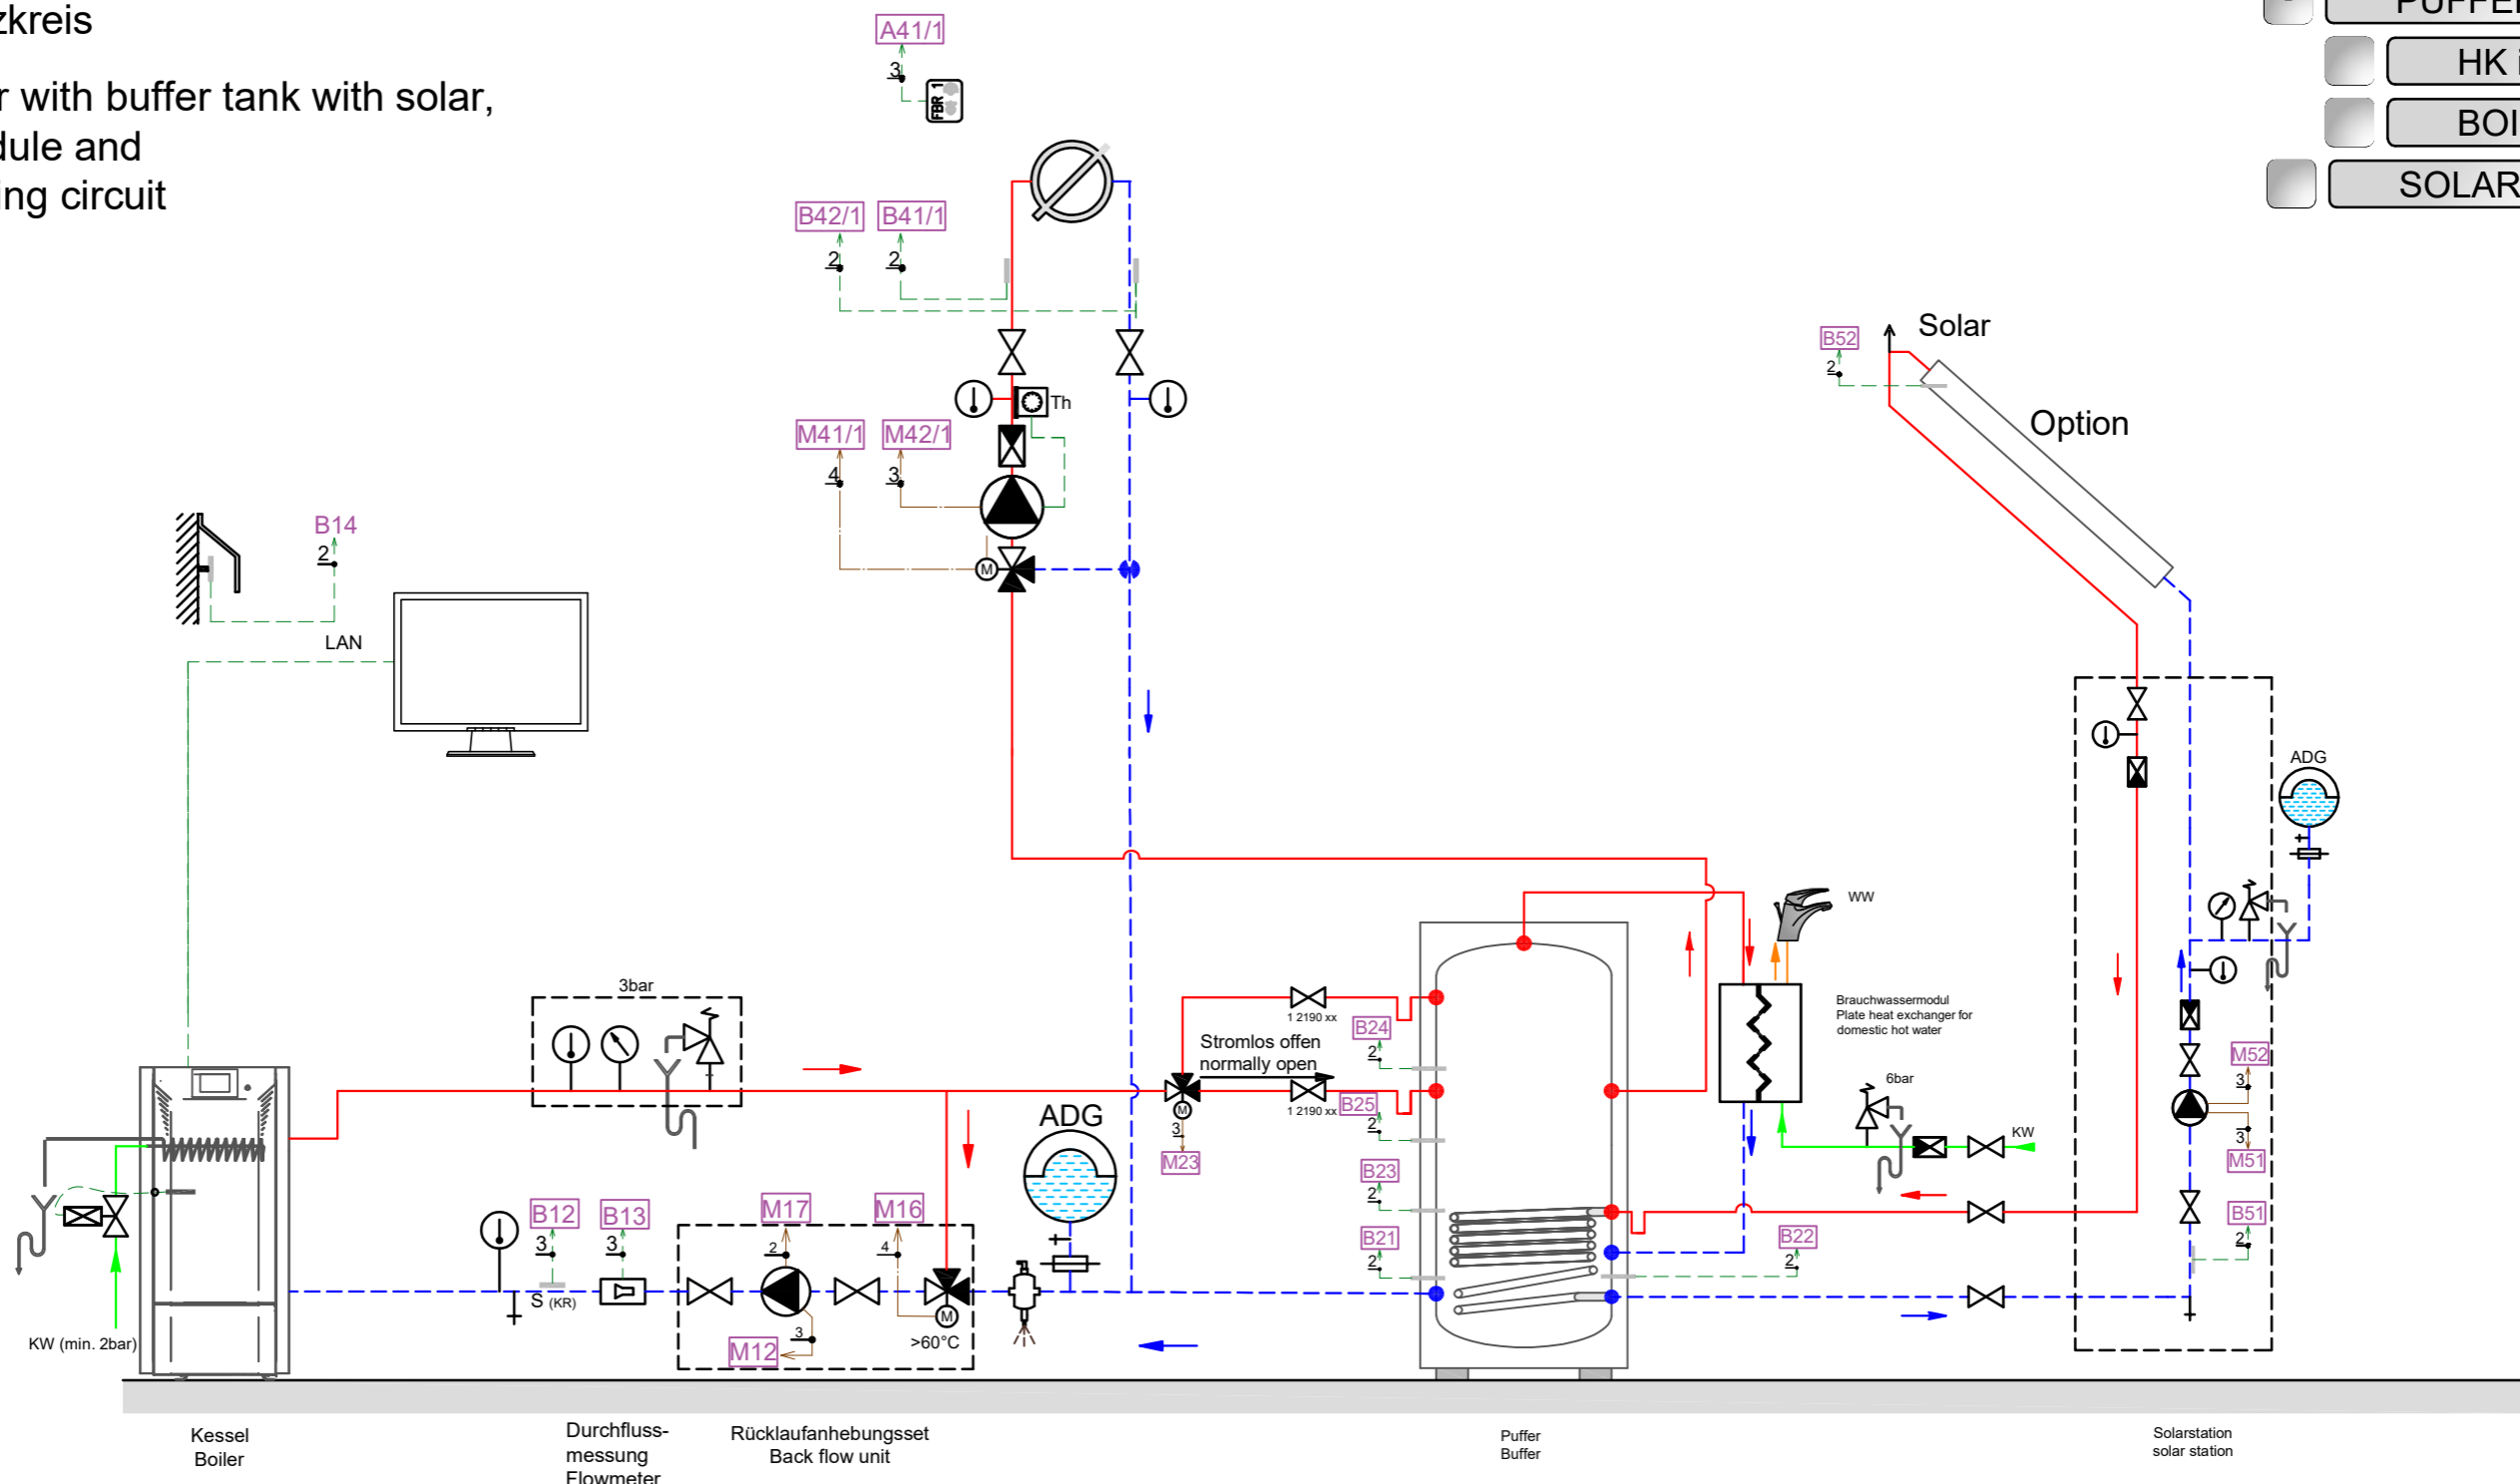 zkreis
r with buffer tank with solar,
dule and
ing circuit
PUFFE
HK i
BOI
SOLAR
A41/1
3
FBR 1
B42/1
B41/1
2
2
Th
M41/1
M42/1
4
3
M
B52
2
Solar
Option
B14
2
LAN
ADG
WW
3bar
1 2190 xx
B24
2
Stromlos offen
normally open
1 2190 xx
B25
2
M
3
M23
ADG
Brauchwassermodul
Plate heat exchanger for
domestic hot water
6bar
KW
M52
3
3
M51
B23
2
B21
2
B22
2
B51
2
B12
3
B13
3
M17
2
M16
4
S (KR)
M
3
M12
>60°C
KW (min. 2bar)
Kessel
Boiler
Durchfluss-
messung
Flowmeter
Rücklaufanhebungsset
Back flow unit
Puffer
Buffer
Solarstation
solar station